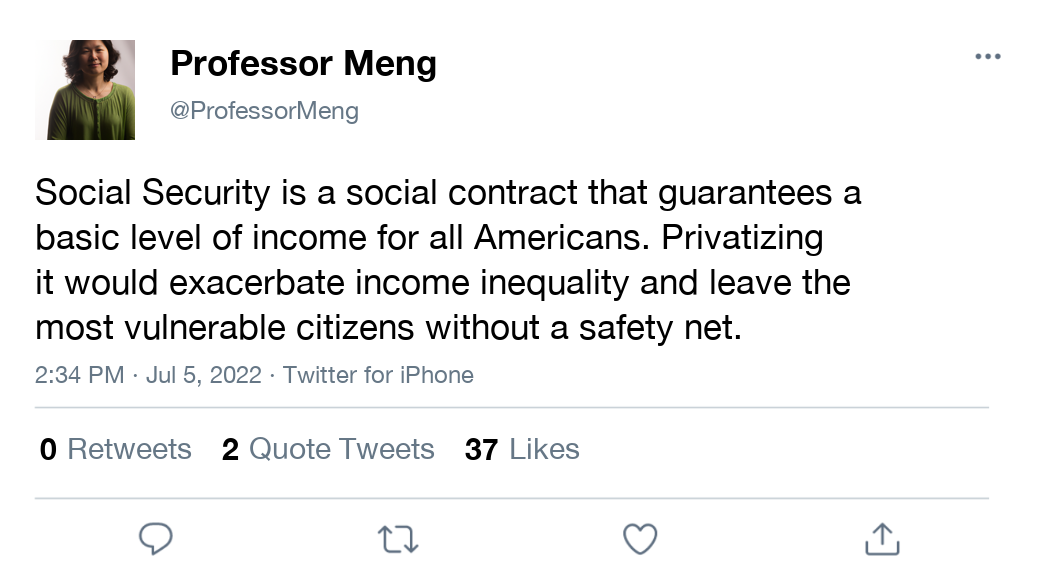 Professor Meng
@ProfessorMeng
Social Security is a social contract that guarantees a
basic level of income for all Americans. Privatizing
it would exacerbate income inequality and leave the
most vulnerable citizens without a safety net.
2:34 PM · Jul 5, 2022 · Twitter for iPhone
0 Retweets 2 Quote Tweets 37 Likes